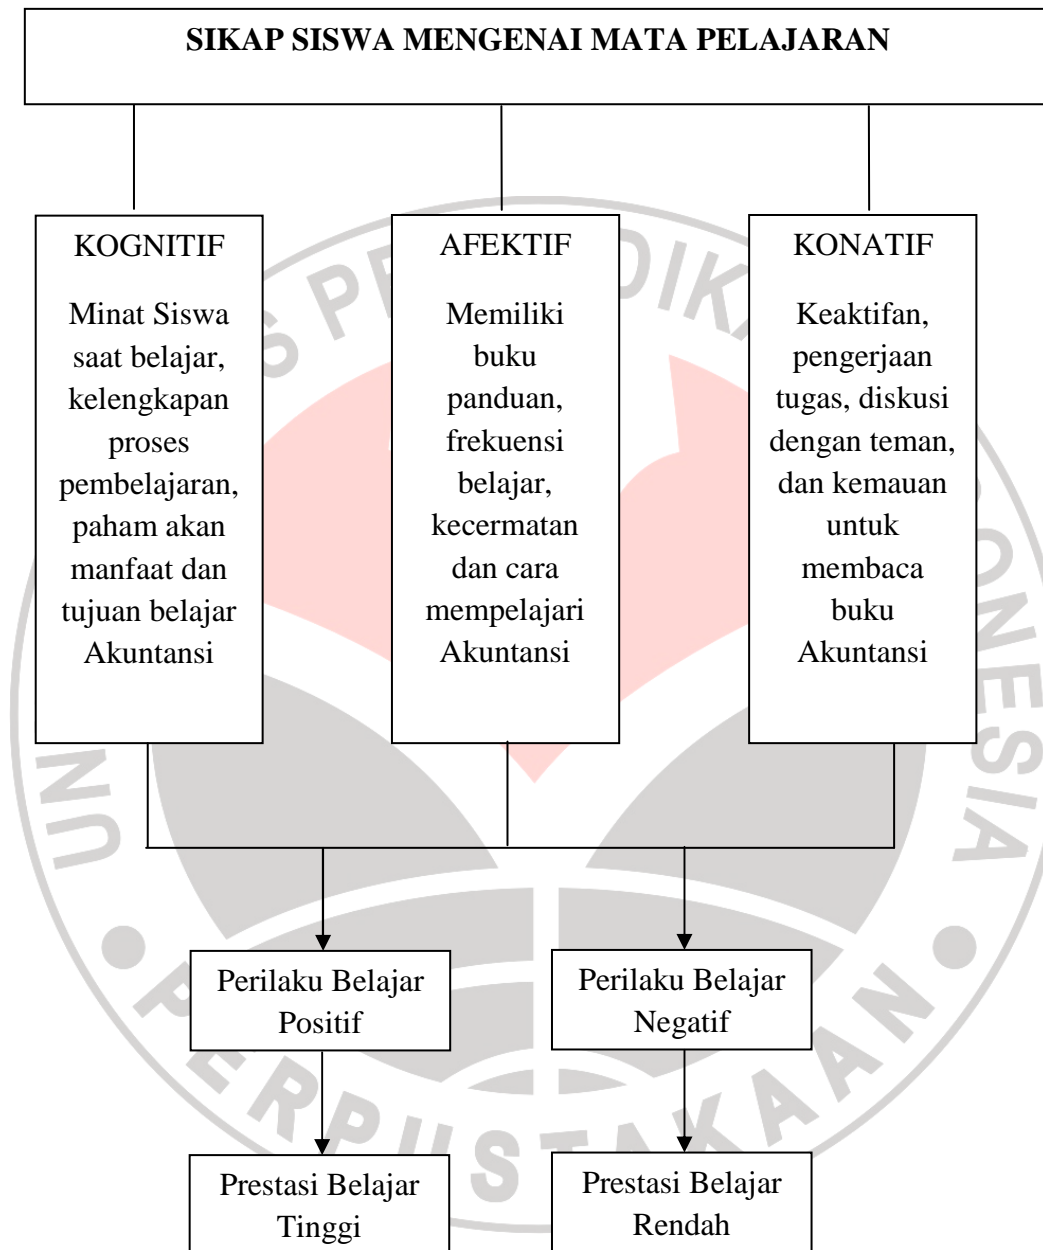 SIKAP SISWA MENGENAI MATA PELAJARAN
KOGNITIF
Minat Siswa
saat belajar,
kelengkapan
proses
pembelajaran,
paham akan
manfaat dan
tujuan belajar
Akuntansi
AFEKTIF
Memiliki
buku
panduan,
frekuensi
belajar,
kecermatan
dan cara
mempelajari
Akuntansi
KONATIF
Keaktifan,
pengerjaan
tugas, diskusi
dengan teman,
dan kemauan
untuk
membaca
buku
Akuntansi
Perilaku Belajar
Positif
Perilaku Belajar
Negatif
Prestasi Belajar
Tinggi
Prestasi Belajar
Rendah
PERPUSTAKAAN